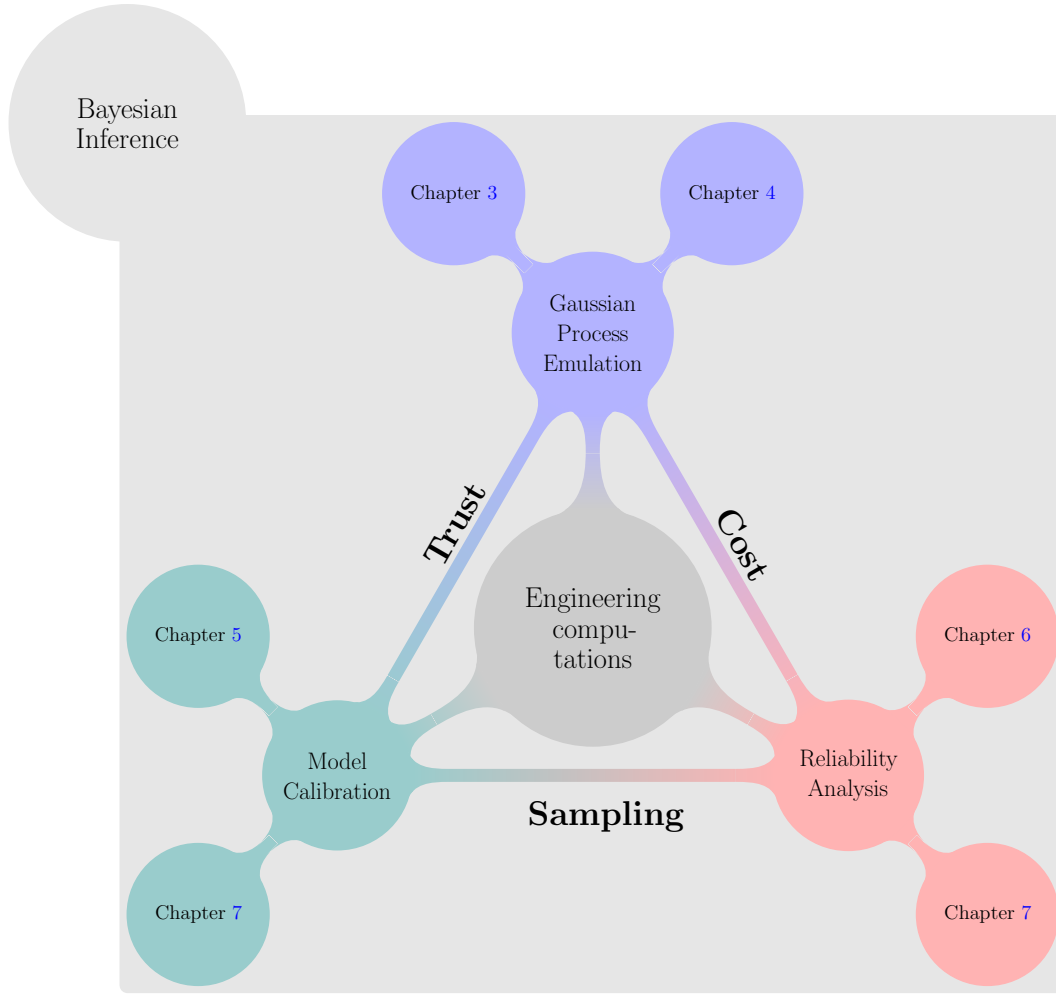 Bayesian
Inference
Chapter 3
Chapter 4
Gaussian
Process
Emulation
Trust
Cost
Engineering
compu-
tations
Chapter 5
Chapter 6
Model
Calibration
Reliability
Analysis
Sampling
Chapter 7
Chapter 7